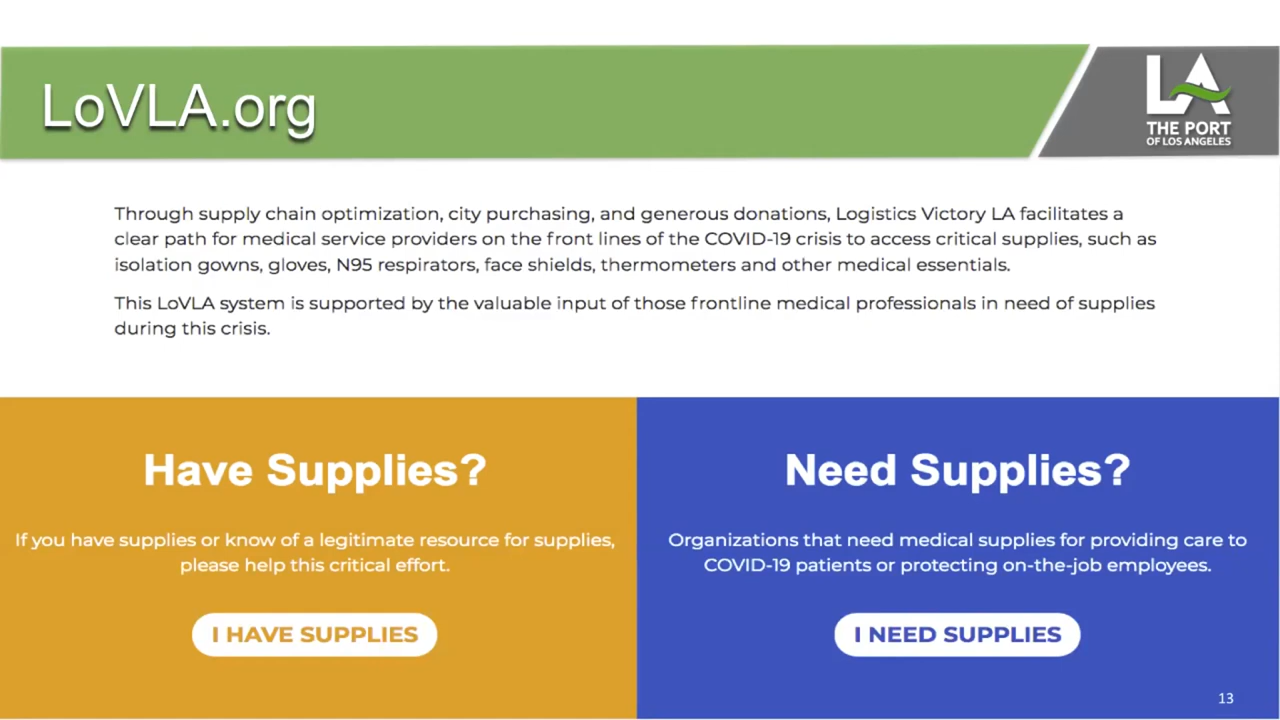 LoVLA.org
LA
THE PORT
OF LOS ANGELES
Through supply chain optimization, city purchasing, and generous donations, Logistics Victory LA facilitates a
clear path for medical service providers on the front lines of the COVID-19 crisis to access critical supplies, such as
isolation gowns, gloves, N95 respirators, face shields, thermometers and other medical essentials.
This LoVLA system is supported by the valuable input of those frontline medical professionals in need of supplies
during this crisis.
Have Supplies?
If you have supplies or know of a legitimate resource for supplies,
please help this critical effort.
I HAVE SUPPLIES
Need Supplies?
Organizations that need medical supplies for providing care to
COVID-19 patients or protecting on-the-job employees.
I NEED SUPPLIES
13